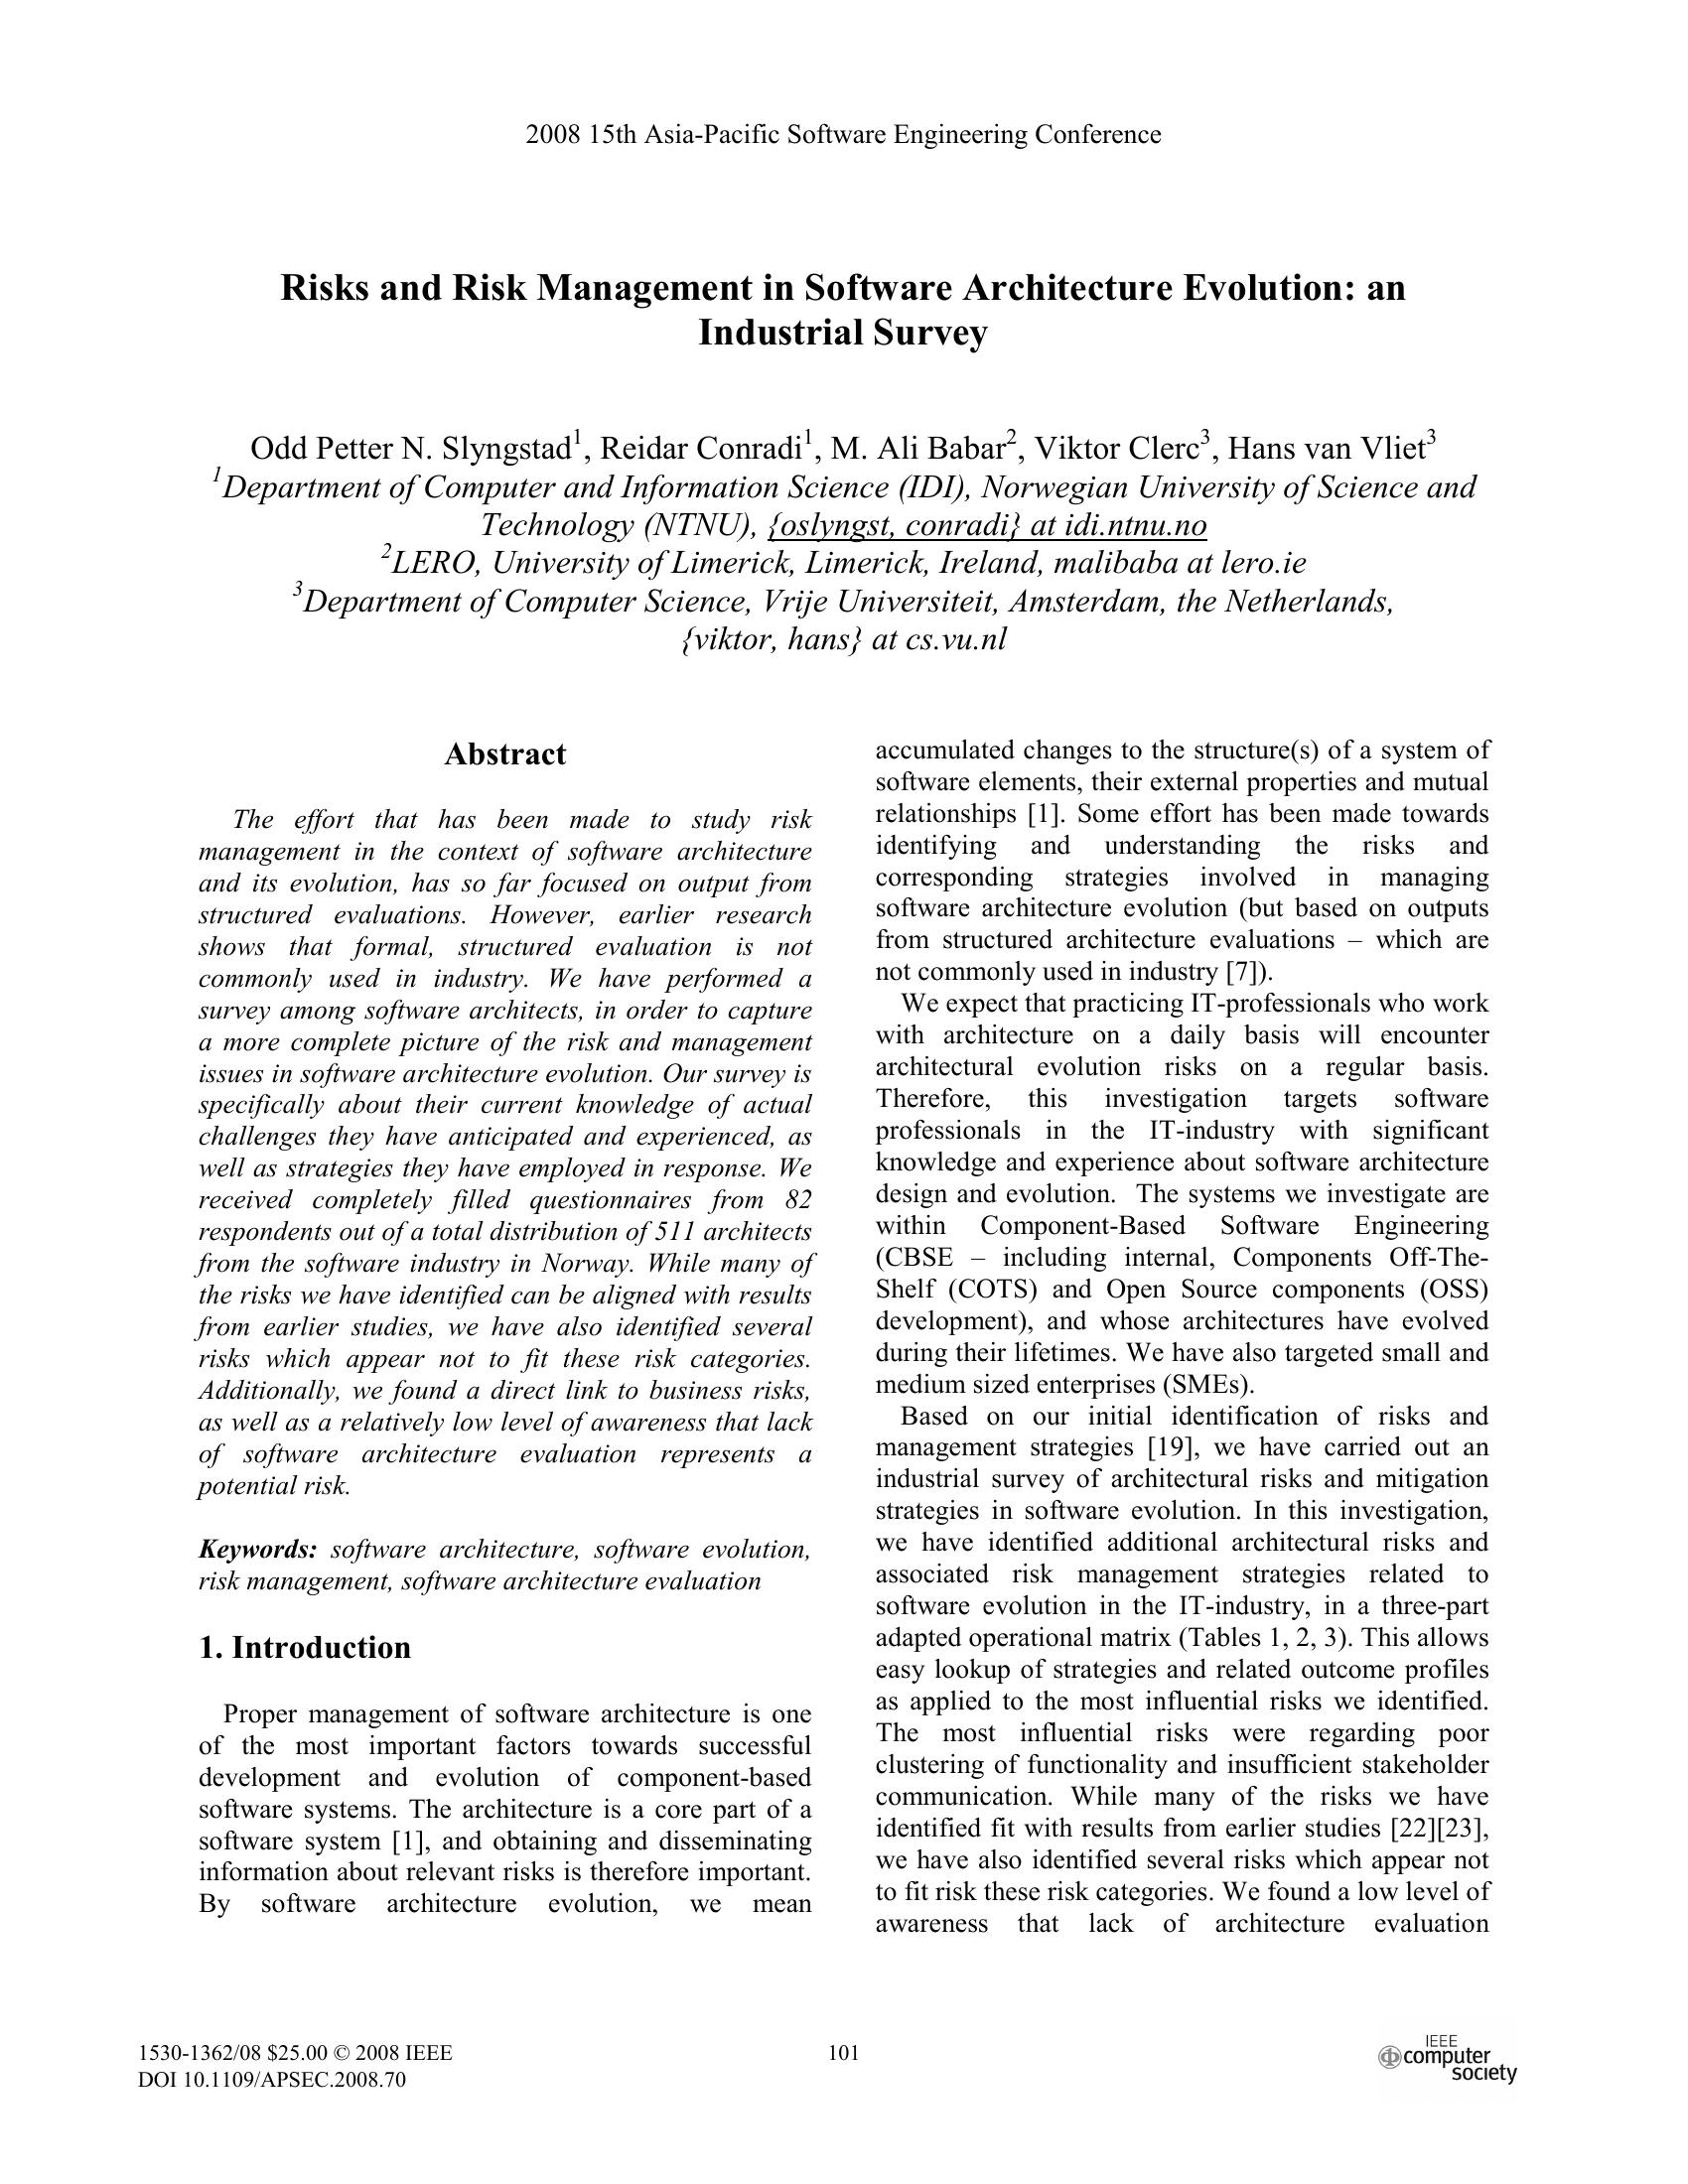 2008 15th Asia-Pacific Software Engineering Conference
Risks and Risk Management in Software Architecture Evolution: an
Industrial Survey
Odd Petter N. Slyngstad1, Reidar Conradi1, M. Ali Babar2, Viktor Clerc3, Hans van Vliet3
1Department of Computer and Information Science (IDI), Norwegian University of Science and
Technology (NTNU), {oslyngst, conradi} at idi.ntnu.no
2LERO, University of Limerick, Limerick, Ireland, malibaba at lero.ie
3Department of Computer Science, Vrije Universiteit, Amsterdam, the Netherlands,
{viktor, hans} at cs.vu.nl
Abstract
The effort that has been made to study risk
management in the context of software architecture
and its evolution, has so far focused on output from
structured evaluations. However, earlier research
shows that formal, structured evaluation is not
commonly used in industry. We have performed a
survey among software architects, in order to capture
a more complete picture of the risk and management
issues in software architecture evolution. Our survey is
specifically about their current knowledge of actual
challenges they have anticipated and experienced, as
well as strategies they have employed in response. We
received completely filled questionnaires from 82
respondents out of a total distribution of 511 architects
from the software industry in Norway. While many of
the risks we have identified can be aligned with results
from earlier studies, we have also identified several
risks which appear not to fit these risk categories.
Additionally, we found a direct link to business risks,
as well as a relatively low level of awareness that lack
of software architecture evaluation represents a
potential risk.
Keywords: software architecture, software evolution,
risk management, software architecture evaluation
1. Introduction
Proper management of software architecture is one
of the most important factors towards successful
development and evolution of component-based
software systems. The architecture is a core part of a
software system [1], and obtaining and disseminating
information about relevant risks is therefore important.
By software architecture evolution, we mean
accumulated changes to the structure(s) of a system of
software elements, their external properties and mutual
relationships [1]. Some effort has been made towards
identifying and understanding the risks and
corresponding strategies involved in managing
software architecture evolution (but based on outputs
from structured architecture evaluations – which are
not commonly used in industry [7]).
We expect that practicing IT-professionals who work
with architecture on a daily basis will encounter
architectural evolution risks on a regular basis.
Therefore, this investigation targets software
professionals in the IT-industry with significant
knowledge and experience about software architecture
design and evolution. The systems we investigate are
within Component-Based Software Engineering
(CBSE – including internal, Components Off-The-
Shelf (COTS) and Open Source components (OSS)
development), and whose architectures have evolved
during their lifetimes. We have also targeted small and
medium sized enterprises (SMEs).
Based on our initial identification of risks and
management strategies [19], we have carried out an
industrial survey of architectural risks and mitigation
strategies in software evolution. In this investigation,
we have identified additional architectural risks and
associated risk management strategies related to
software evolution in the IT-industry, in a three-part
adapted operational matrix (Tables 1, 2, 3). This allows
easy lookup of strategies and related outcome profiles
as applied to the most influential risks we identified.
The most influential risks were regarding poor
clustering of functionality and insufficient stakeholder
communication. While many of the risks we have
identified fit with results from earlier studies [22][23],
we have also identified several risks which appear not
to fit risk these risk categories. We found a low level of
awareness that lack of architecture evaluation
1530-1362/08 $25.00 © 2008 IEEE
DOI 10.1109/APSEC.2008.70
101
IEEE
computer
society